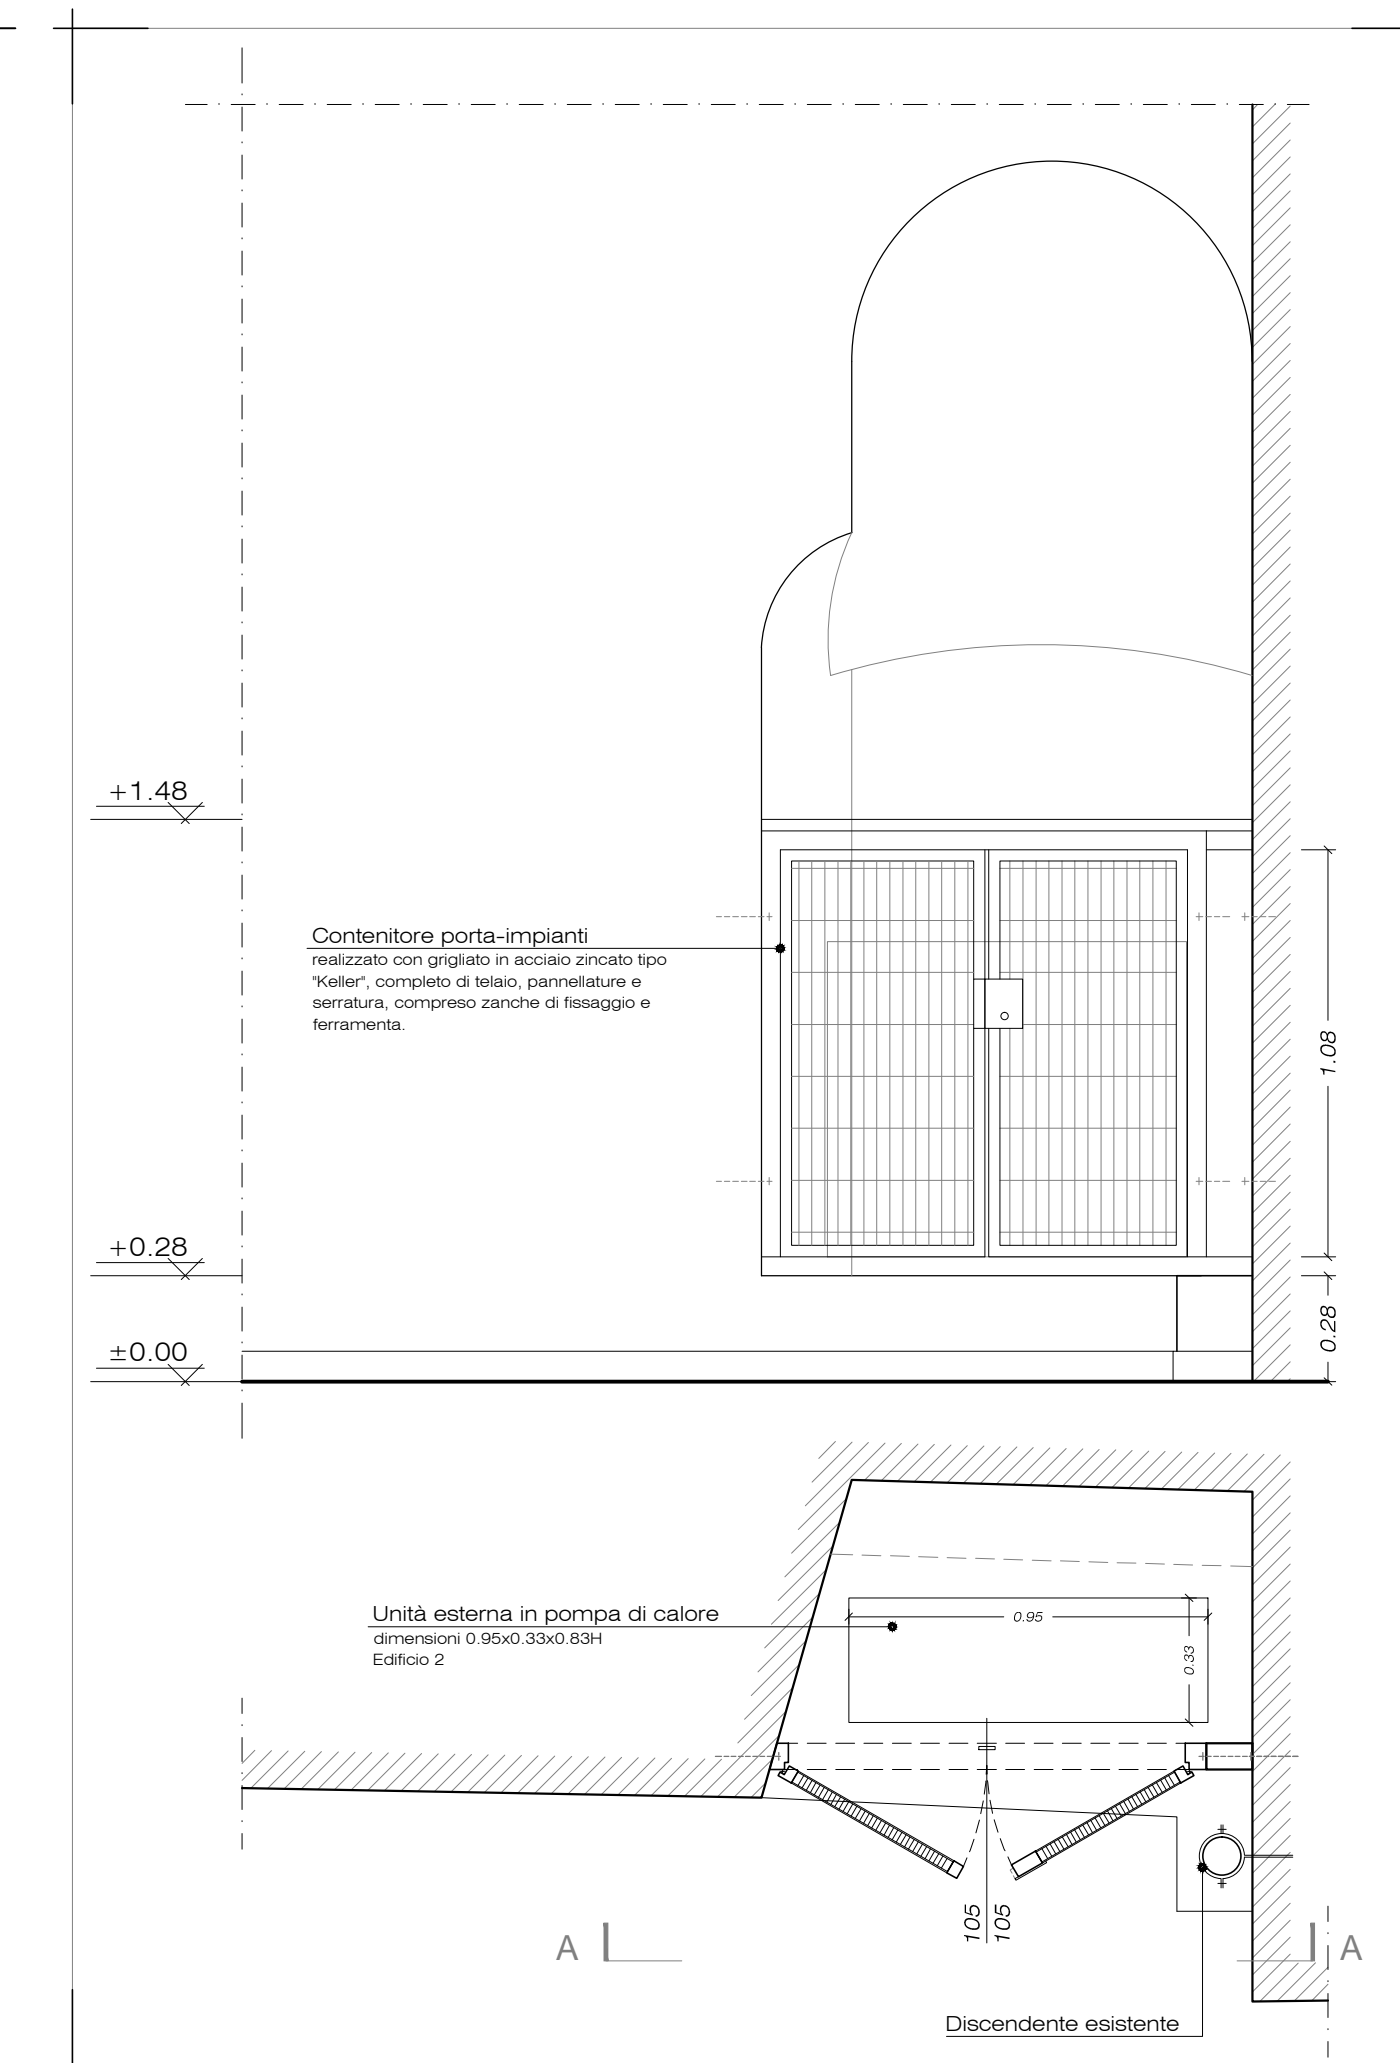 +1.48
Contenitore porta-impianti
realizzato con grigliato in acciaio zincato tipo
"Keller", completo di telaio, pannellature e
serratura, compreso zanche di fissaggio e
ferramenta.
1.08
+0.28
0.28
±0.00
Unità esterna in pompa di calore
dimensioni 0.95x0.33x0.83H
Edificio 2
0.95
0.33
105
105
A
A
Discendente esistente